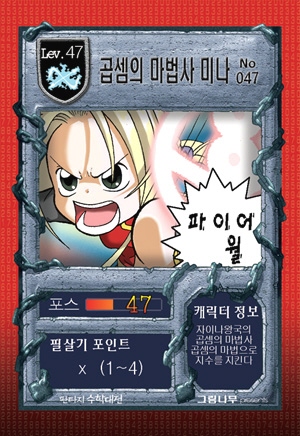 Lev. 47
곱셈의 마법사 미나
No
047
파이어
월
포스 47
필살기 포인트
x (1~4)
캐릭터 정보
자이나왕국의
곱셈의 마법사
곱셈의 마법으로
지수를 지킨다
판타지 수학대전
그림나무